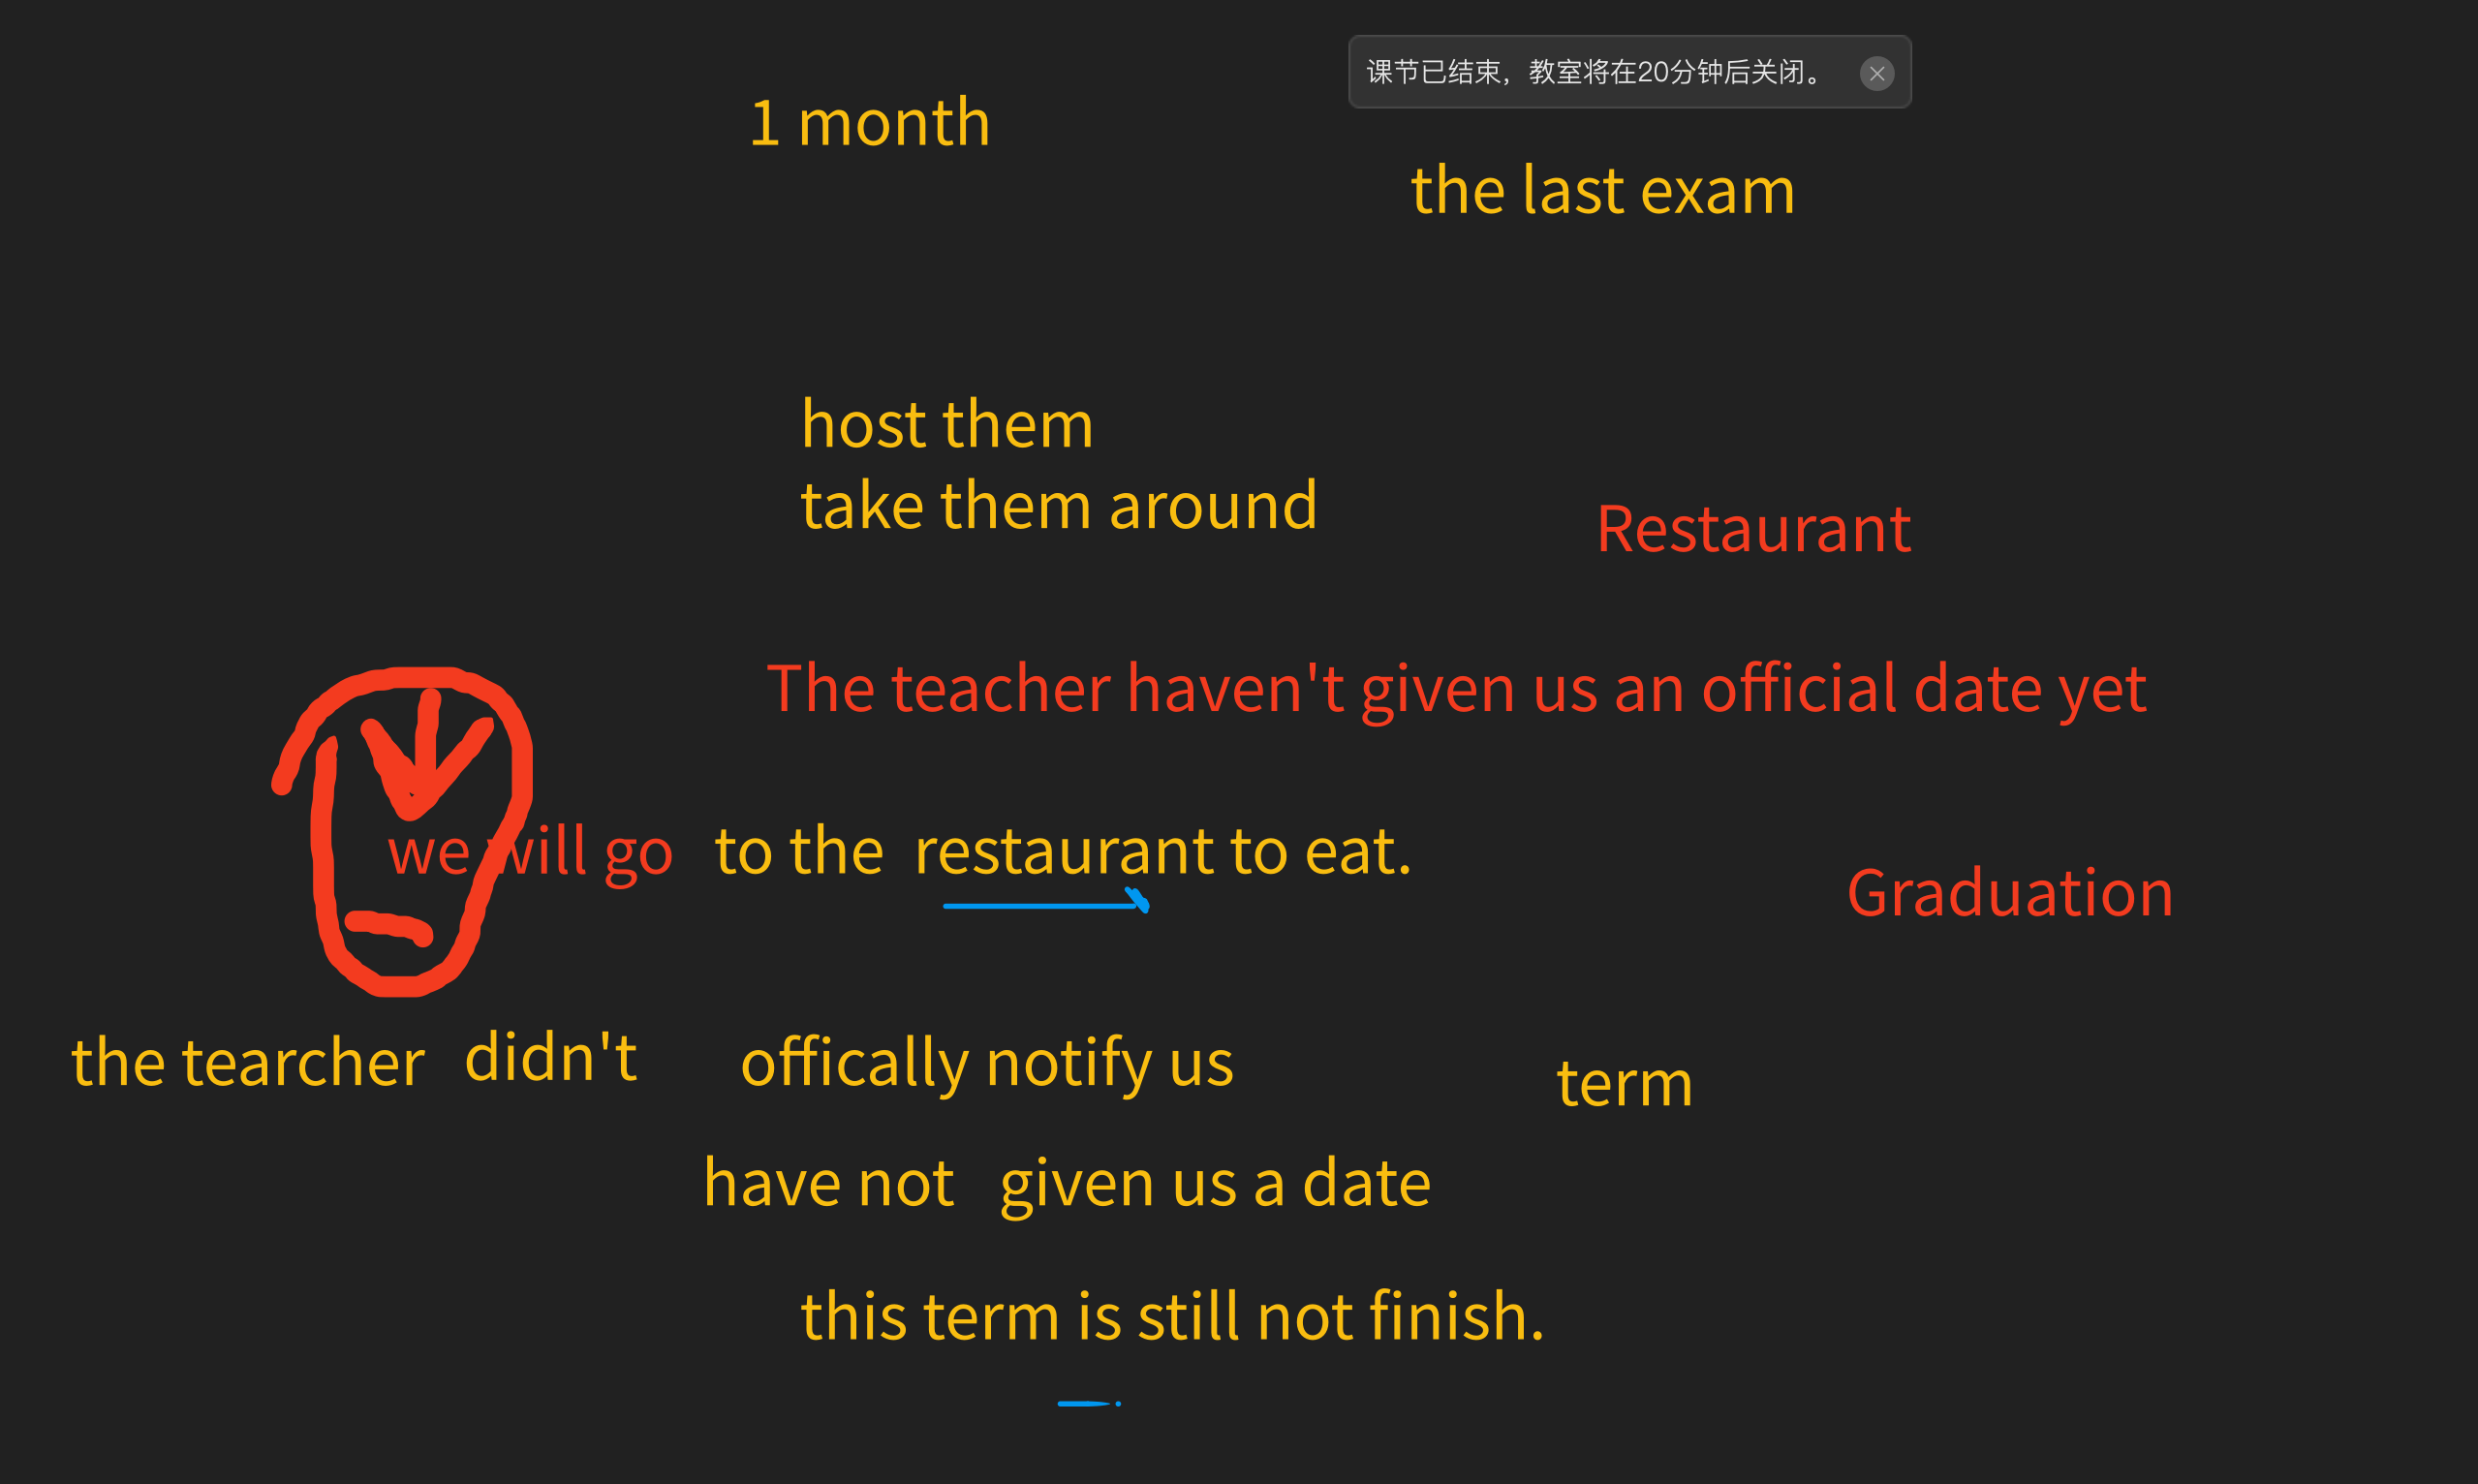 课节已结束，教室将在20分钟后关闭。
1 month
the last exam
host them
take them around
Restaurant
The teacher haven't given us an official date yet
we will go to the restaurant to eat.
Graduation
the tearcher didn't offically notify us
term
have not given us a date
this term is still not finish.